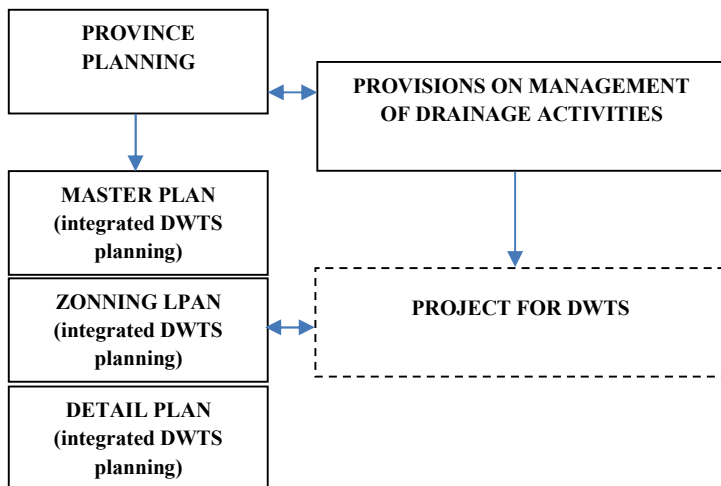 PROVINCE
PLANNING
PROVISIONS ON MANAGEMENT
OF DRAINAGE ACTIVITIES
MASTER PLAN
(integrated DWTS
planning)
ZONNING LPAN
(integrated DWTS
planning)
PROJECT FOR DWTS
DETAIL PLAN
(integrated DWTS
planning)